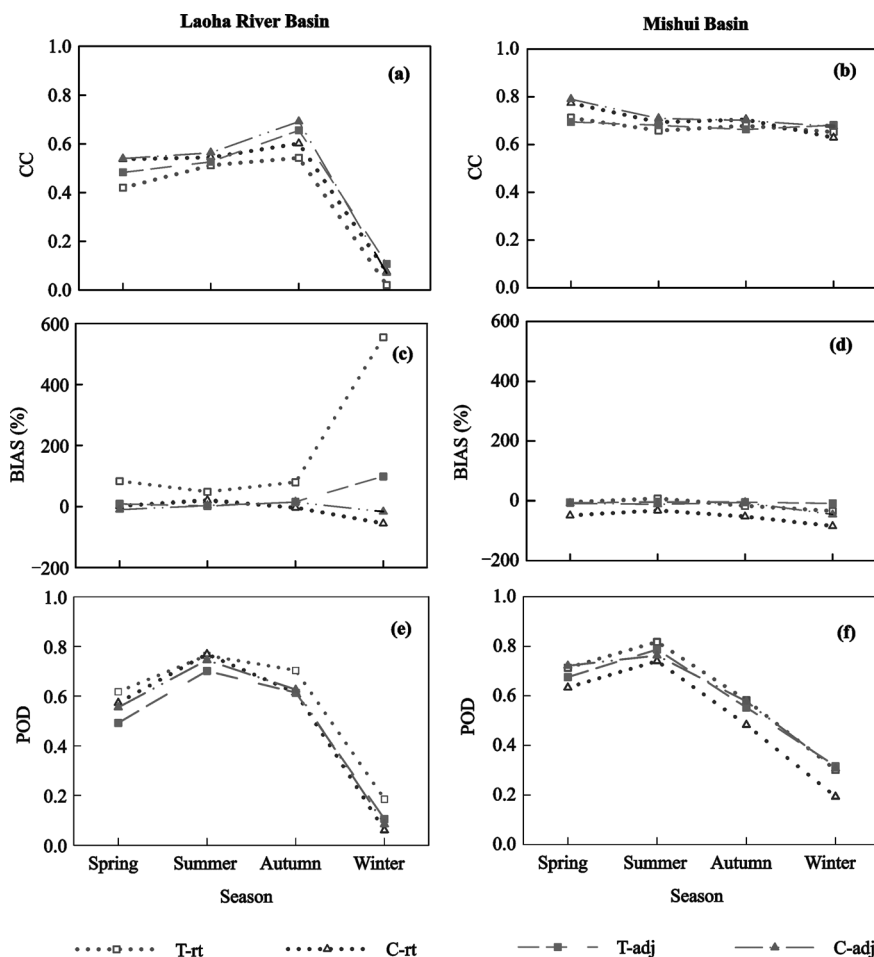 Laoha River Basin
Mishui Basin
1.0
0.8
0.6
0.4
0.2
0.0
CC
(a)
1.0
0.8
0.6
0.4
0.2
0.0
CC
(b)
600
400
200
0
−200
BIAS (%)
(c)
600
400
200
0
−200
BIAS (%)
(d)
1.0
0.8
0.6
0.4
0.2
0.0
POD
(e)
Spring Summer Autumn Winter
Season
1.0
0.8
0.6
0.4
0.2
0.0
POD
(f)
Spring Summer Autumn Winter
Season
T-rt C-rt T-adj C-adj